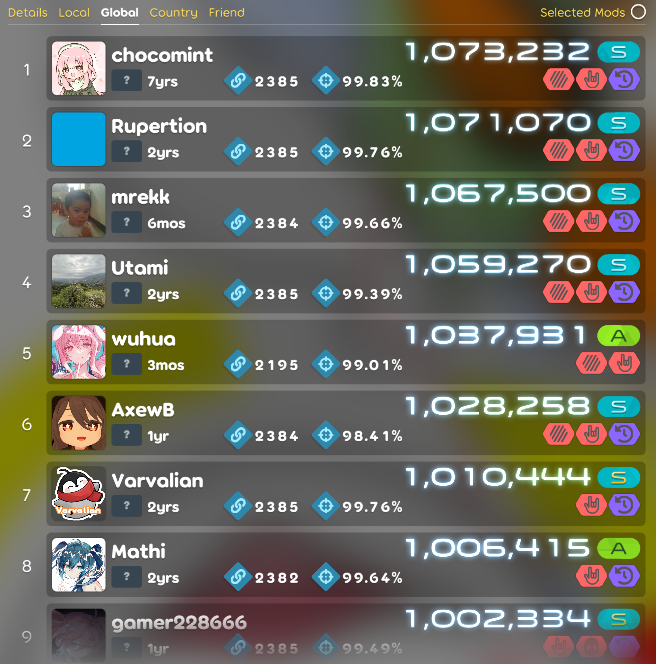 Details Local Global Country Friend Selected Mods
1 chocomint 1,073,232 S
? 7yrs 2385 99.83%
2 Rupertion 1,071,070 S
? 2yrs 2385 99.76%
3 mrekk 1,067,500 S
? 6mos 2384 99.66%
4 Utami 1,059,270 S
? 2yrs 2385 99.39%
5 wuhua 1,037,931 A
? 3mos 2195 99.01%
6 AxewB 1,028,258 S
? 1yr 2384 98.41%
7 Varvalian 1,010,444 S
Varvalian ? 2yrs 2385 99.76%
8 Mathi 1,006,415 A
? 2yrs 2382 99.64%
9 gamer228666 1,002,334 S
? 1yr 2385 99.49%